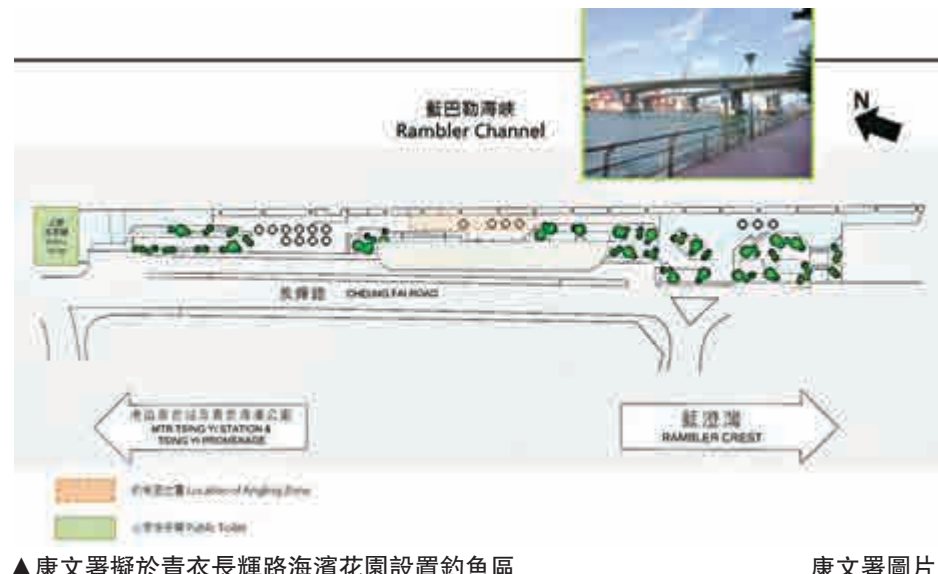 N
藍巴勒海峽
Rambler Channel
長輝路 CHEUNG FAI ROAD
MTR TSING YI STATION &
TSING YI PROMENADE
藍澄灣
RAMBLER CREST
Location of Angling Zone
Public Toilet
▲康文署擬於青衣長輝路海濱花園設置釣魚區
康文署圖片